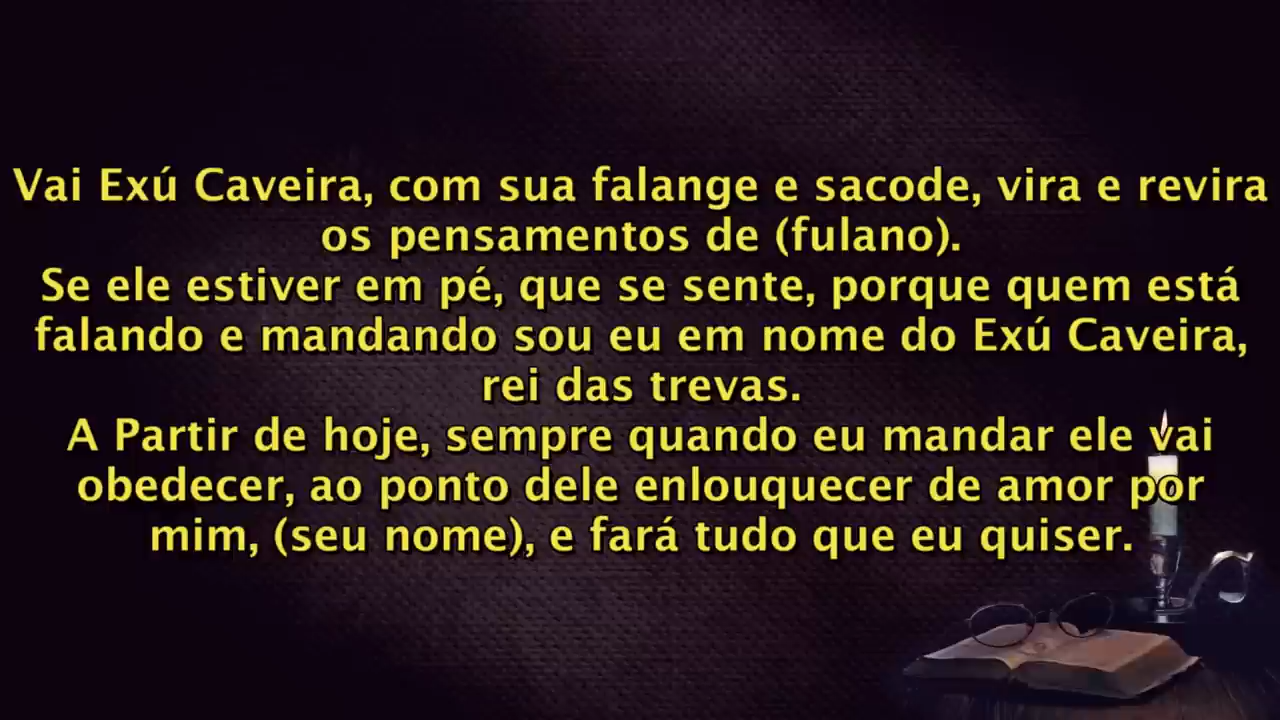 Vai Exú Caveira, com sua falange e sacode, vira e revira
os pensamentos de (fulano).
Se ele estiver em pé, que se sente, porque quem está
falando e mandando sou eu em nome do Exú Caveira,
rei das trevas.
A Partir de hoje, sempre quando eu mandar ele vai
obedecer, ao ponto dele enlouquecer de amor por
mim, (seu nome), e fará tudo que eu quiser.